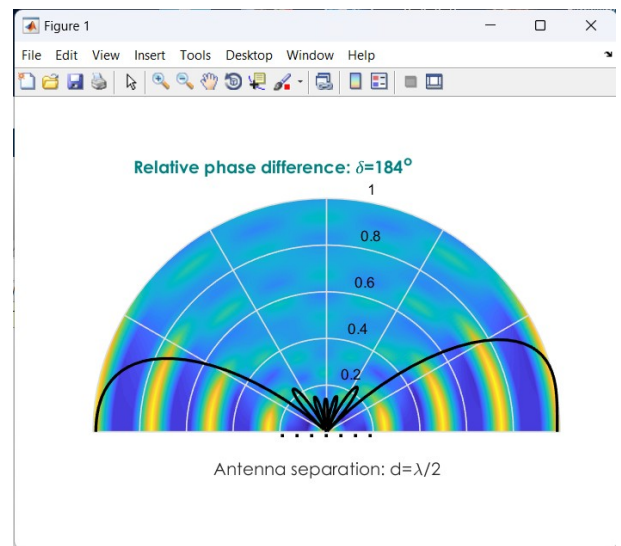 Figure 1
File Edit View Insert Tools Desktop Window Help
Relative phase difference: δ=184°
1
0.8
0.6
0.4
0.2
Antenna separation: d=λ/2